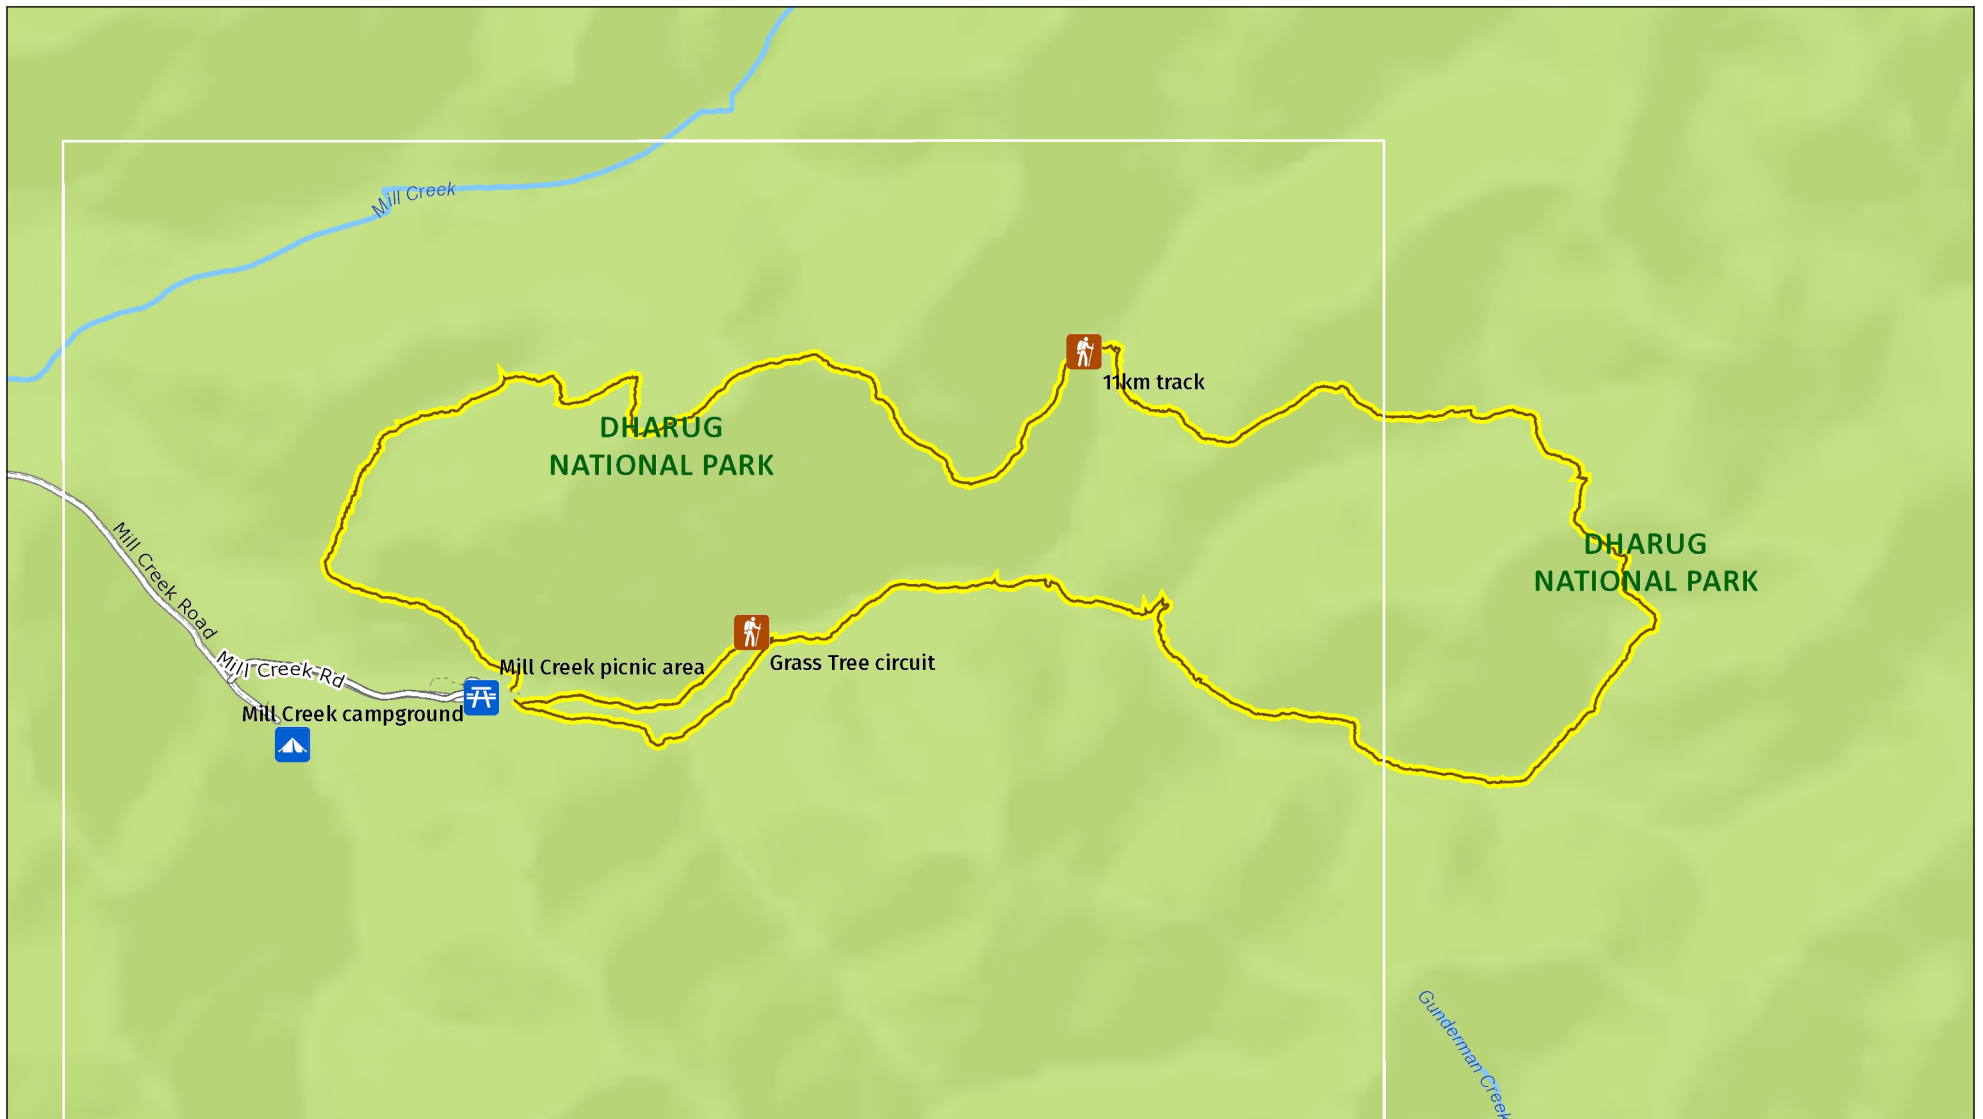 Mill Creek
11km track
DHARUG
NATIONAL PARK
DHARUG
NATIONAL PARK
Mill Creek Road
Mill Creek Rd
Mill Creek picnic area
Grass Tree circuit
Mill Creek campground
Gunderman Creek